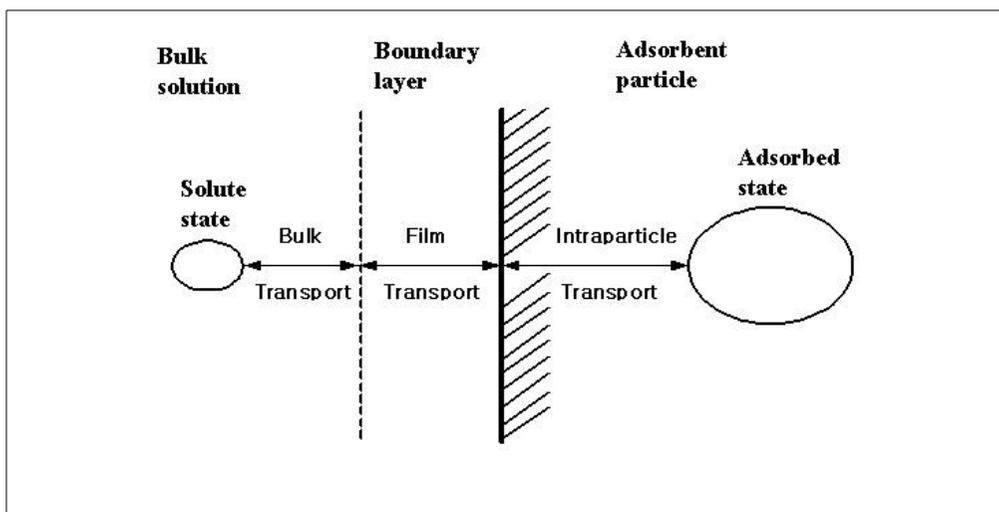 Bulk
solution
Boundary
layer
Adsorbent
particle
Solute
state
Adsorbed
state
Bulk
Transport
Film
Transport
Intraparticle
Transport